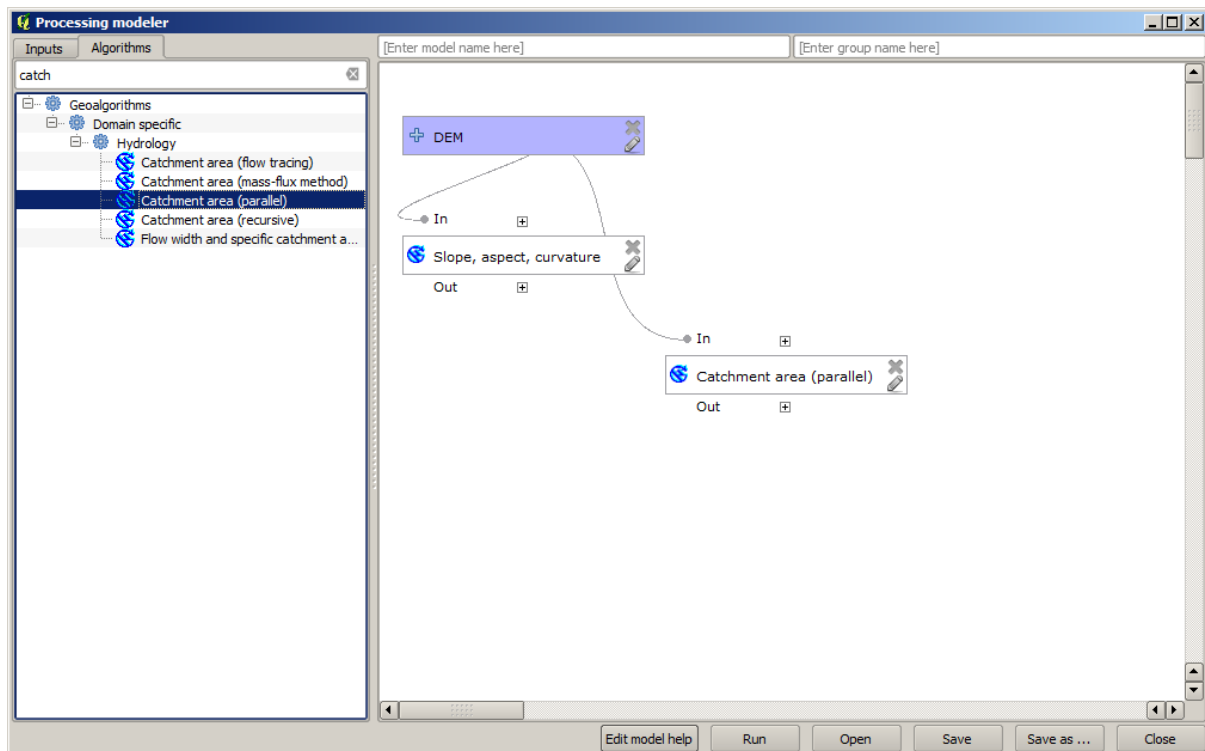 Processing modeler
Inputs Algorithms
[Enter model name here] [Enter group name here]
catch
Geoalgorithms
Domain specific
Hydrology
Catchment area (flow tracing)
Catchment area (mass-flux method)
Catchment area (parallel)
Catchment area (recursive)
Flow width and specific catchment a...
DEM
In
Slope, aspect, curvature
Out
In
Catchment area (parallel)
Out
Edit model help Run Open Save Save as ... Close